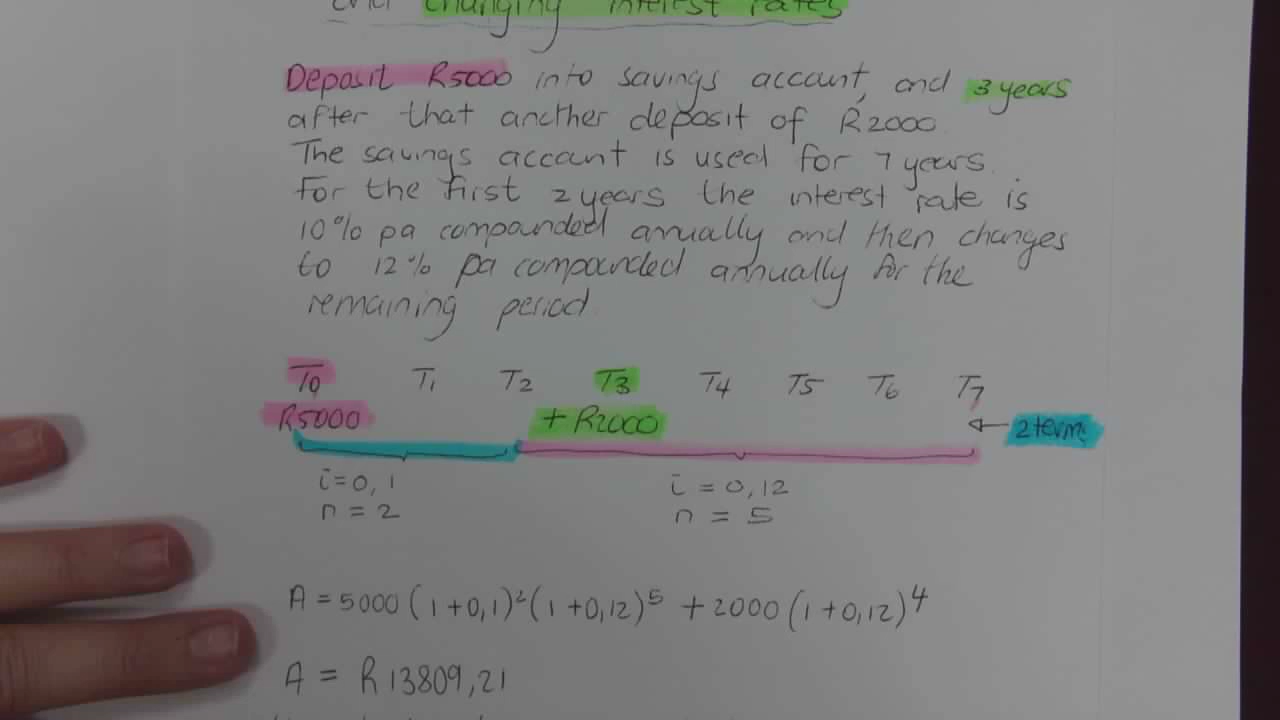 and changing interest rates
Deposit R5000 into savings account, and 3 years
after that another deposit of R2000.
The savings account is used for 7 years.
For the first 2 years the interest rate is
10% pa compounded annually and then changes
to 12% pa compounded annually for the
remaining period.
T0 T1 T2 T3 T4 T5 T6 T7
R5000 + R2000 ← 2 terms
i=0,1 i = 0,12
n = 2 n = 5
A = 5000(1+0,1)²(1+0,12)⁵ + 2000(1+0,12)⁴
A = R13809,21